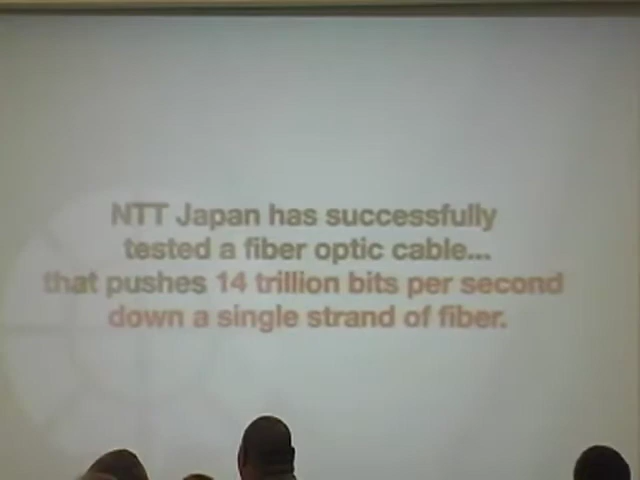 NTT Japan has successfully
tested a fiber optic cable...
that pushes 14 trillion bits per second
down a single strand of fiber.